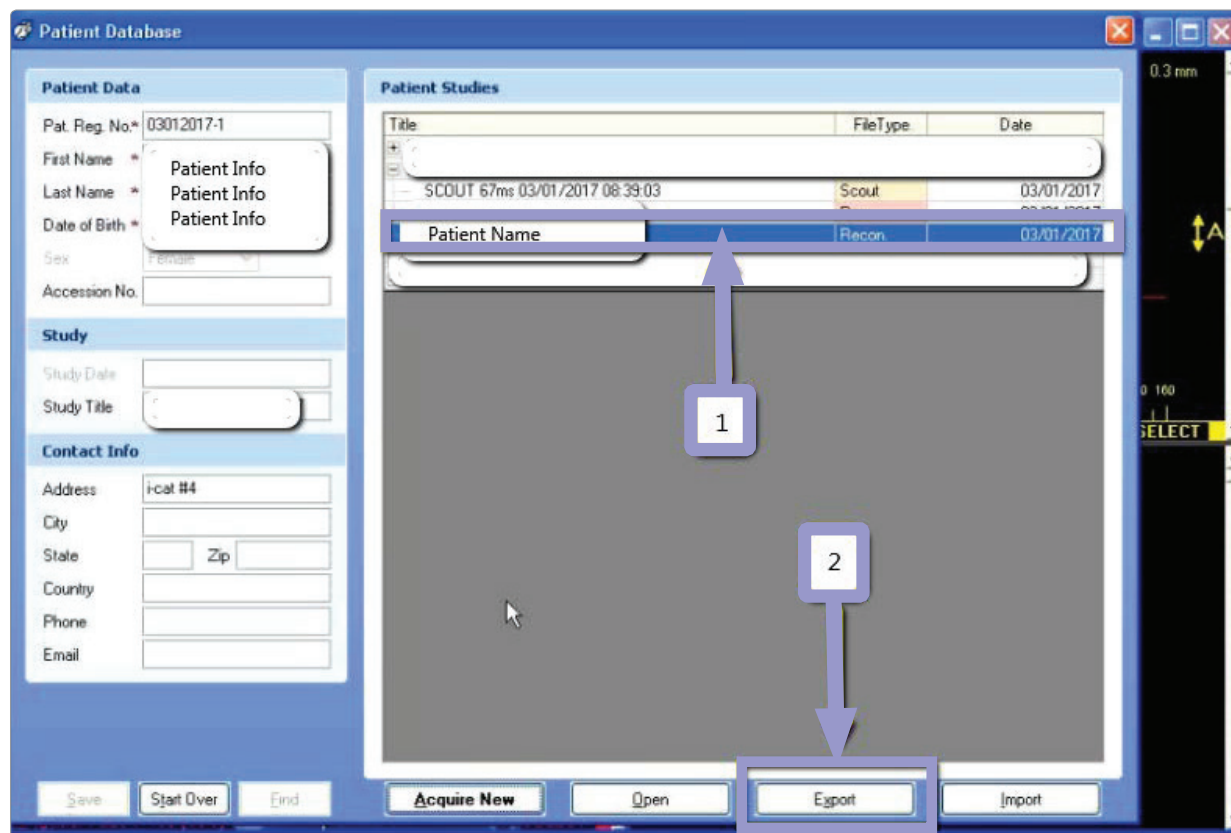 Patient Database
0.3 mm
Patient Data
Pat. Reg. No.* 03012017-1
First Name *
Last Name *
Date of Birth *
Patient Info
Patient Info
Patient Info
Sex Female
Accession No.
Study
Study Date
Study Title
Contact Info
Address i-cat #4
City
State Zip
Country
Phone
Email
Save Start Over Find
Patient Studies
Title FileType Date
SCOUT 67ms 03/01/2017 08:39:03 Scout 03/01/2017
Patient Name Recon. 03/01/2017
1
2
Acquire New Open Export Import
A
160
SELECT